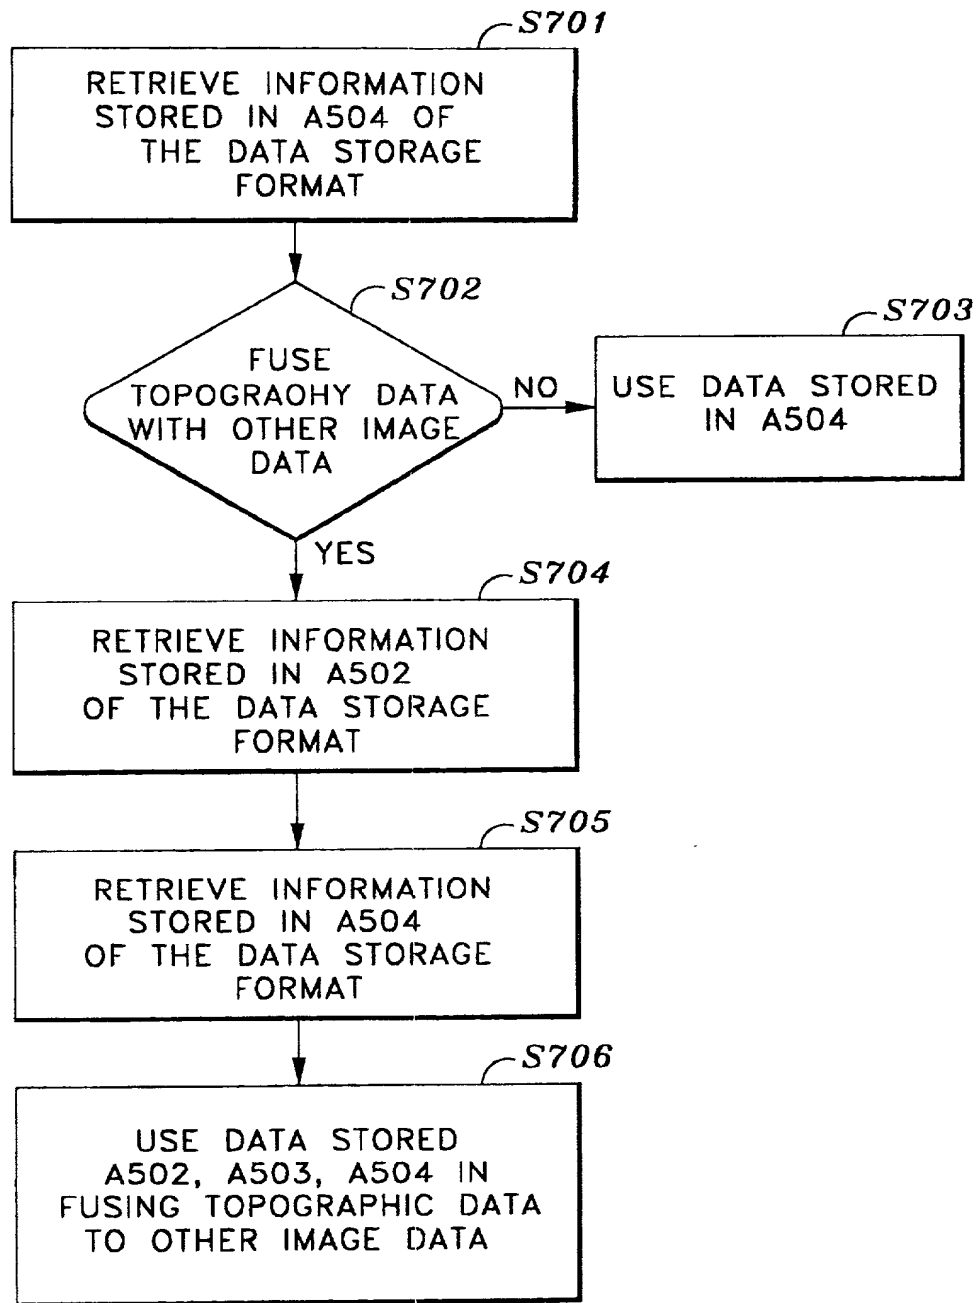 S701
RETRIEVE INFORMATION
STORED IN A504 OF
THE DATA STORAGE
FORMAT
S702
FUSE
TOPOGRAOHY DATA
WITH OTHER IMAGE
DATA
NO
S703
USE DATA STORED
IN A504
YES
S704
RETRIEVE INFORMATION
STORED IN A502
OF THE DATA STORAGE
FORMAT
S705
RETRIEVE INFORMATION
STORED IN A504
OF THE DATA STORAGE
FORMAT
S706
USE DATA STORED
A502, A503, A504 IN
FUSING TOPOGRAPHIC DATA
TO OTHER IMAGE DATA